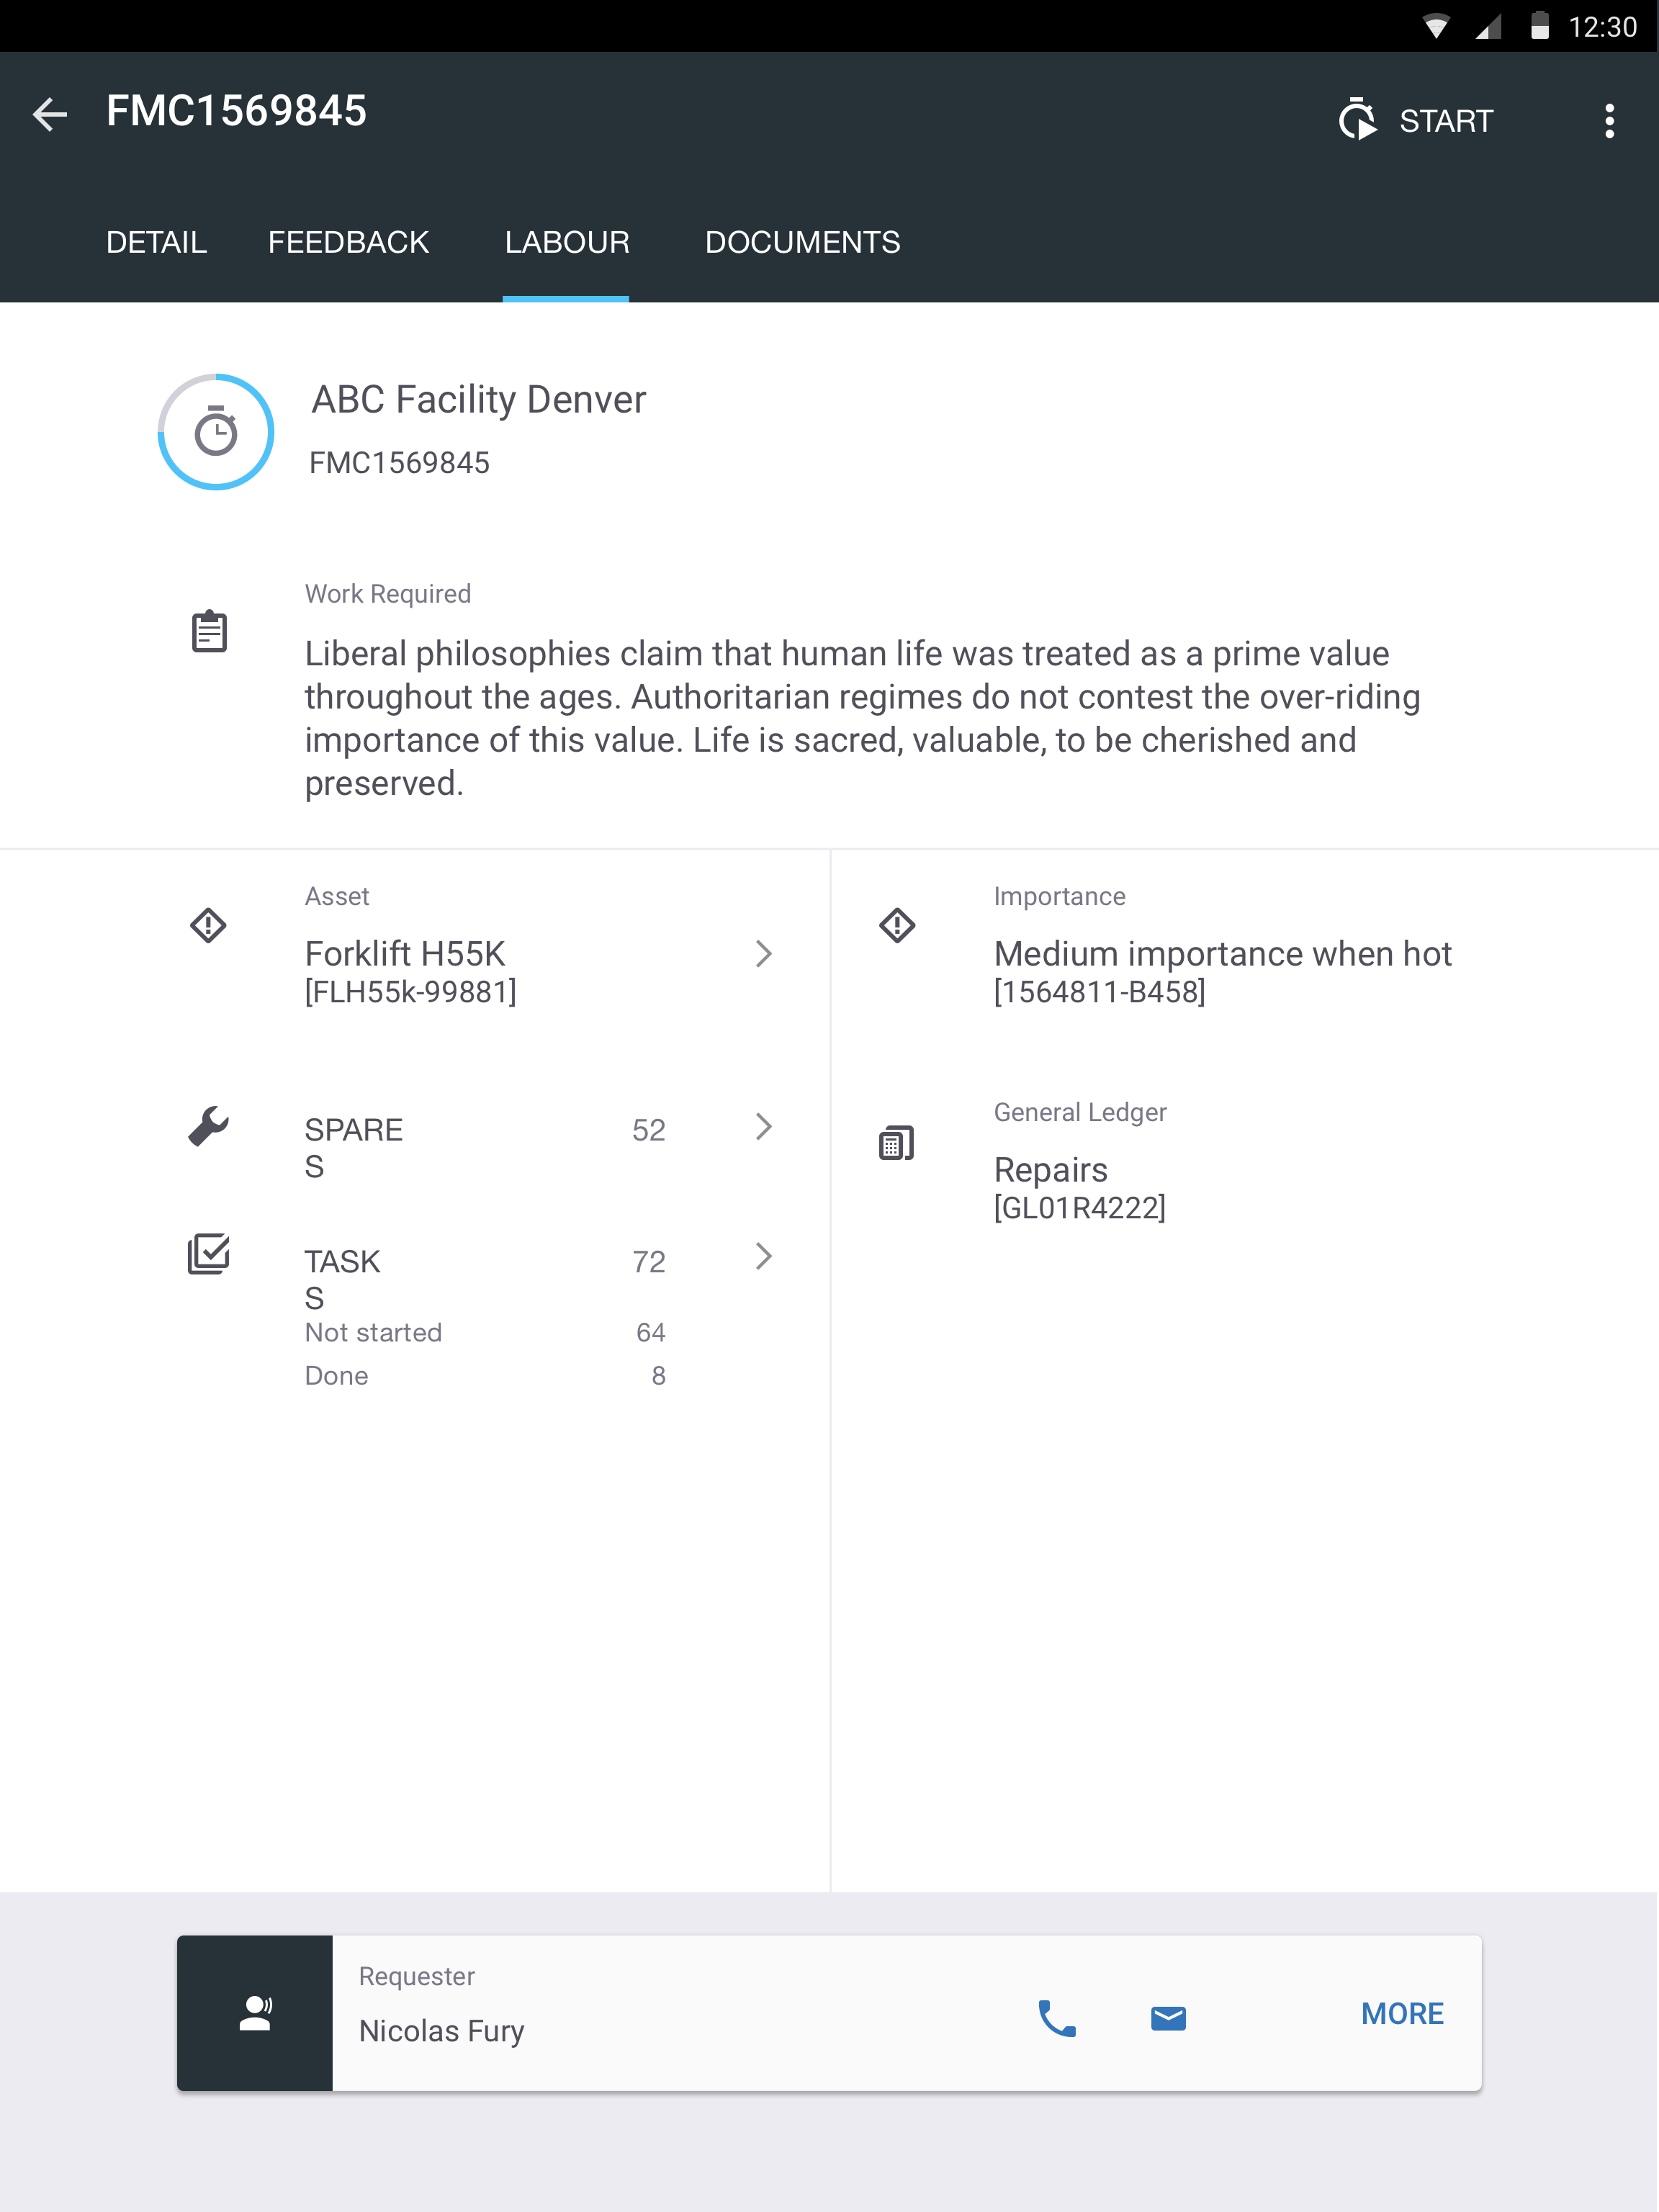 12:30
FMC1569845
START
DETAIL FEEDBACK LABOUR DOCUMENTS
ABC Facility Denver
FMC1569845
Work Required
Liberal philosophies claim that human life was treated as a prime value
throughout the ages. Authoritarian regimes do not contest the over-riding
importance of this value. Life is sacred, valuable, to be cherished and
preserved.
Asset
Forklift H55K
[FLH55k-99881]
SPARE 52
S
TASK 72
S
Not started 64
Done 8
Importance
Medium importance when hot
[1564811-B458]
General Ledger
Repairs
[GL01R4222]
Requester
Nicolas Fury
MORE